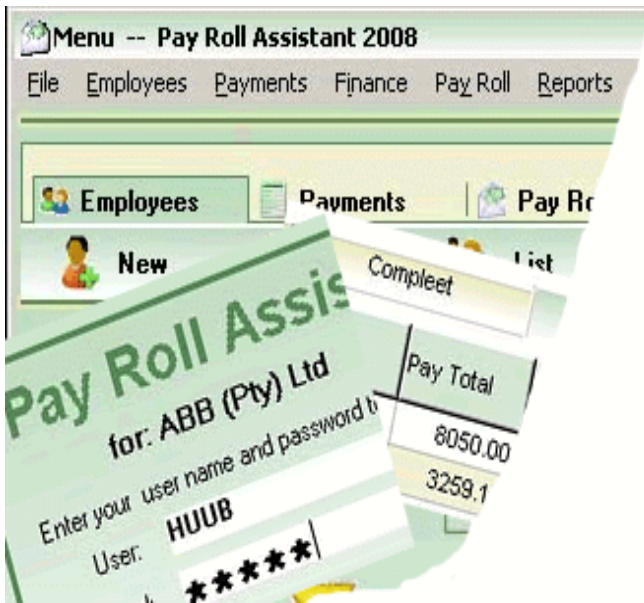 Menu -- Pay Roll Assistant 2008
File Employees Payments Finance Pay Roll Reports
Employees Payments Pay Ro
New List
Compleet
Pay Total
8050.00
3259.1
Pay Roll Assis
for: ABB (Pty) Ltd
Enter your user name and password t
User: HUUB
*****